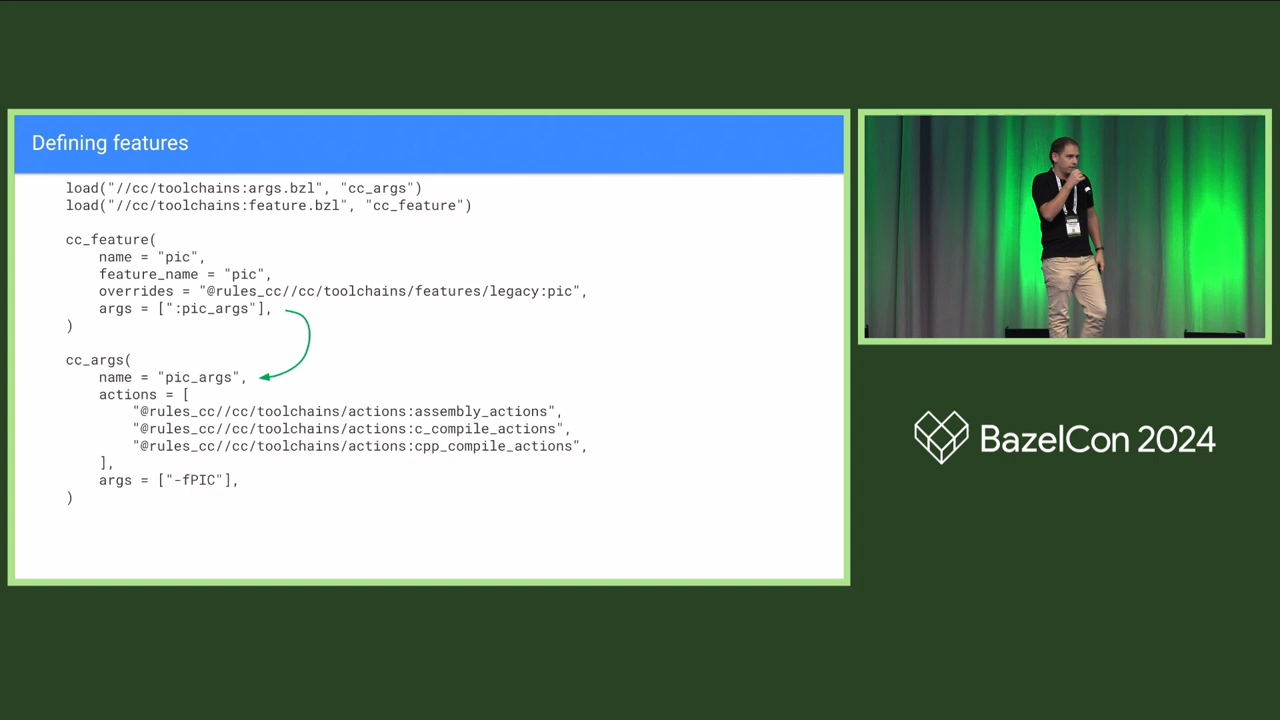 Defining features
load("//cc/toolchains:args.bzl", "cc_args")
load("//cc/toolchains:feature.bzl", "cc_feature")
cc_feature(
    name = "pic",
    feature_name = "pic",
    overrides = "@rules_cc//cc/toolchains/features/legacy:pic",
    args = [":pic_args"],
)
cc_args(
    name = "pic_args",
    actions = [
        "@rules_cc//cc/toolchains/actions:assembly_actions",
        "@rules_cc//cc/toolchains/actions:c_compile_actions",
        "@rules_cc//cc/toolchains/actions:cpp_compile_actions",
    ],
    args = ["-fPIC"],
)
BazelCon 2024